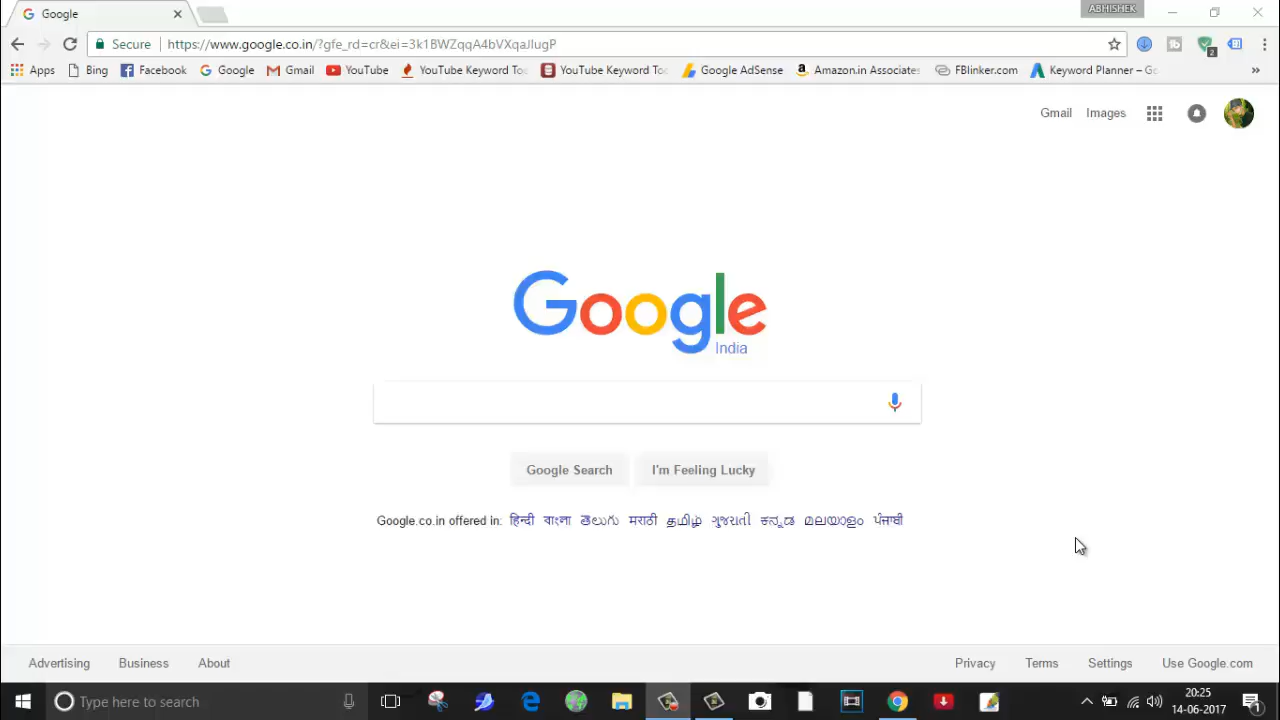 Google
ABHISHEK
Secure https://www.google.co.in/?gfe_rd=cr&ei=3k1BWZqqA4bVXqaJIugP
Apps Bing Facebook Google Gmail YouTube YouTube Keyword To YouTube Keyword To Google AdSense Amazon.in Associate FBlinker.com Keyword Planner – Go
Gmail Images
Google
India
Google Search I'm Feeling Lucky
Google.co.in offered in: हिन्दी বাংলা తెలుగు मराठी தமிழ் ગુજરાતી ಕನ್ನಡ മലയാളം ਪੰਜਾਬੀ
Advertising Business About Privacy Terms Settings Use Google.com
Type here to search
20:25
14-06-2017